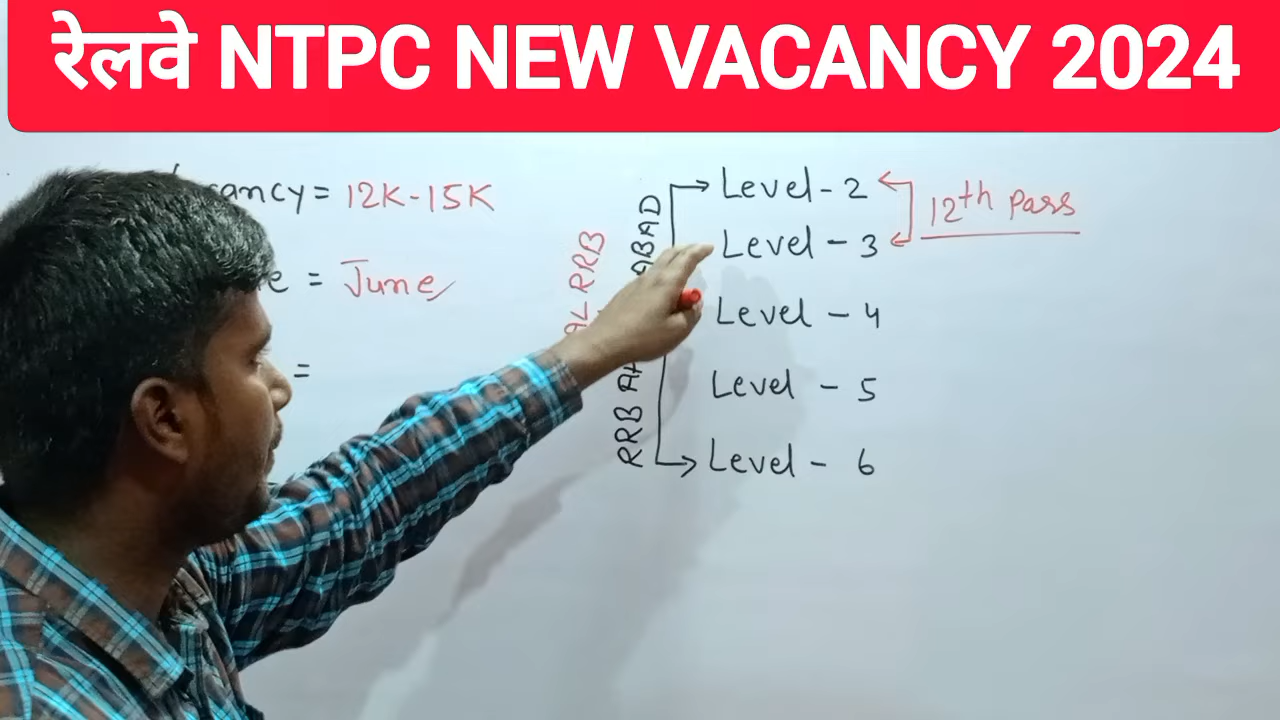 रेलवे NTPC NEW VACANCY 2024
= 12K-15K
= June
=
RRB
RRB
Level - 2
Level - 3
12th Pass
Level - 4
Level - 5
Level - 6